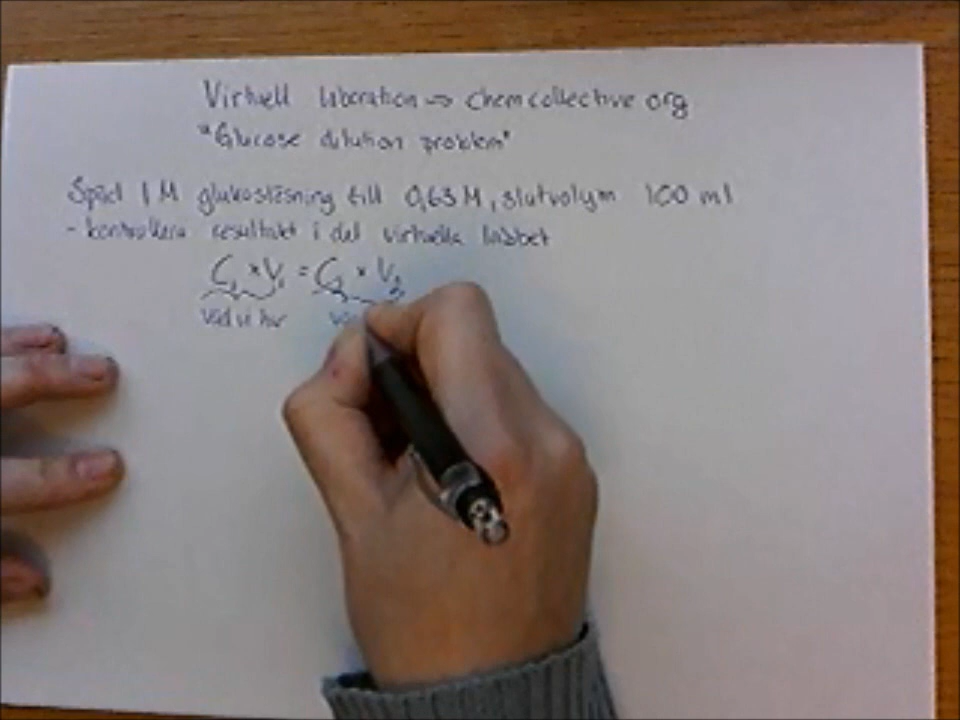 Virtuell laboration → chemcollective.org
"Glucose dilution problem"
Späd 1 M glukoslösning till 0,63 M, slutvolym 100 ml
- kontrollera resultatet i det virtuella labbet
C₁ × V₁ = C₂ × V₂
Vad vi har